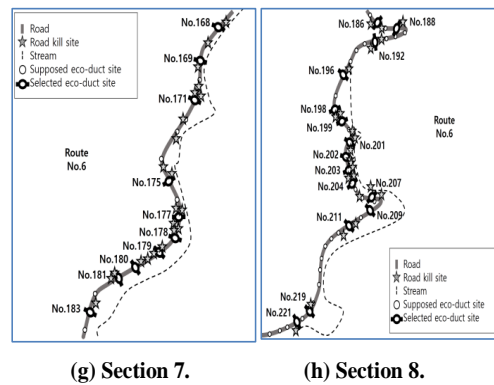 Road
Road kill site
Stream
Supposed eco-duct site
Selected eco-duct site
Route
No.6
No.168
No.169
No.171
No.175
No.177
No.178
No.179
No.180
No.181
No.183
(g) Section 7.
No.186
No.188
No.192
No.196
No.198
No.199
No.201
No.202
No.203
No.204
No.207
No.209
No.211
No.219
No.221
Route
No.6
Road
Road kill site
Stream
Supposed eco-duct site
Selected eco-duct site
(h) Section 8.